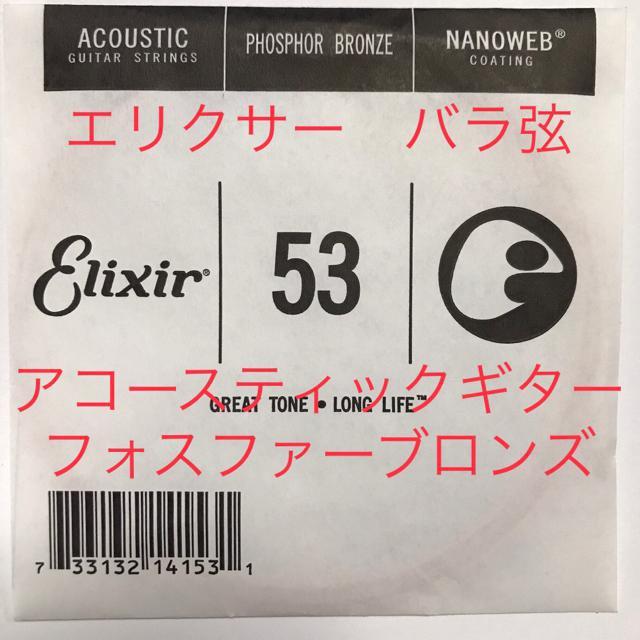 ACOUSTIC
GUITAR STRINGS
PHOSPHOR BRONZE
NANOWEB®
COATING
エリクサー　バラ弦
Elixir®
53
アコースティックギター
GREAT TONE • LONG LIFE™
フォスファーブロンズ
7 33132 14153 1